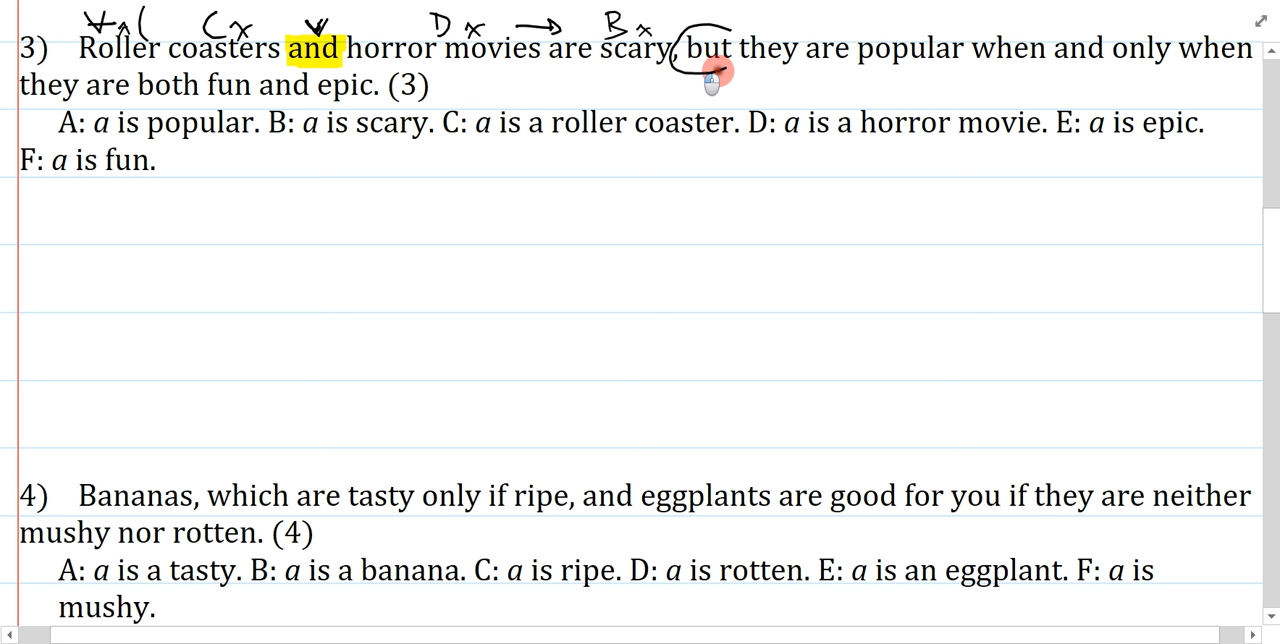 ∀x( Cx ∨ Dx → Bx
3) Roller coasters and horror movies are scary, but they are popular when and only when
they are both fun and epic. (3)
A: a is popular. B: a is scary. C: a is a roller coaster. D: a is a horror movie. E: a is epic.
F: a is fun.
4) Bananas, which are tasty only if ripe, and eggplants are good for you if they are neither
mushy nor rotten. (4)
A: a is a tasty. B: a is a banana. C: a is ripe. D: a is rotten. E: a is an eggplant. F: a is
mushy.